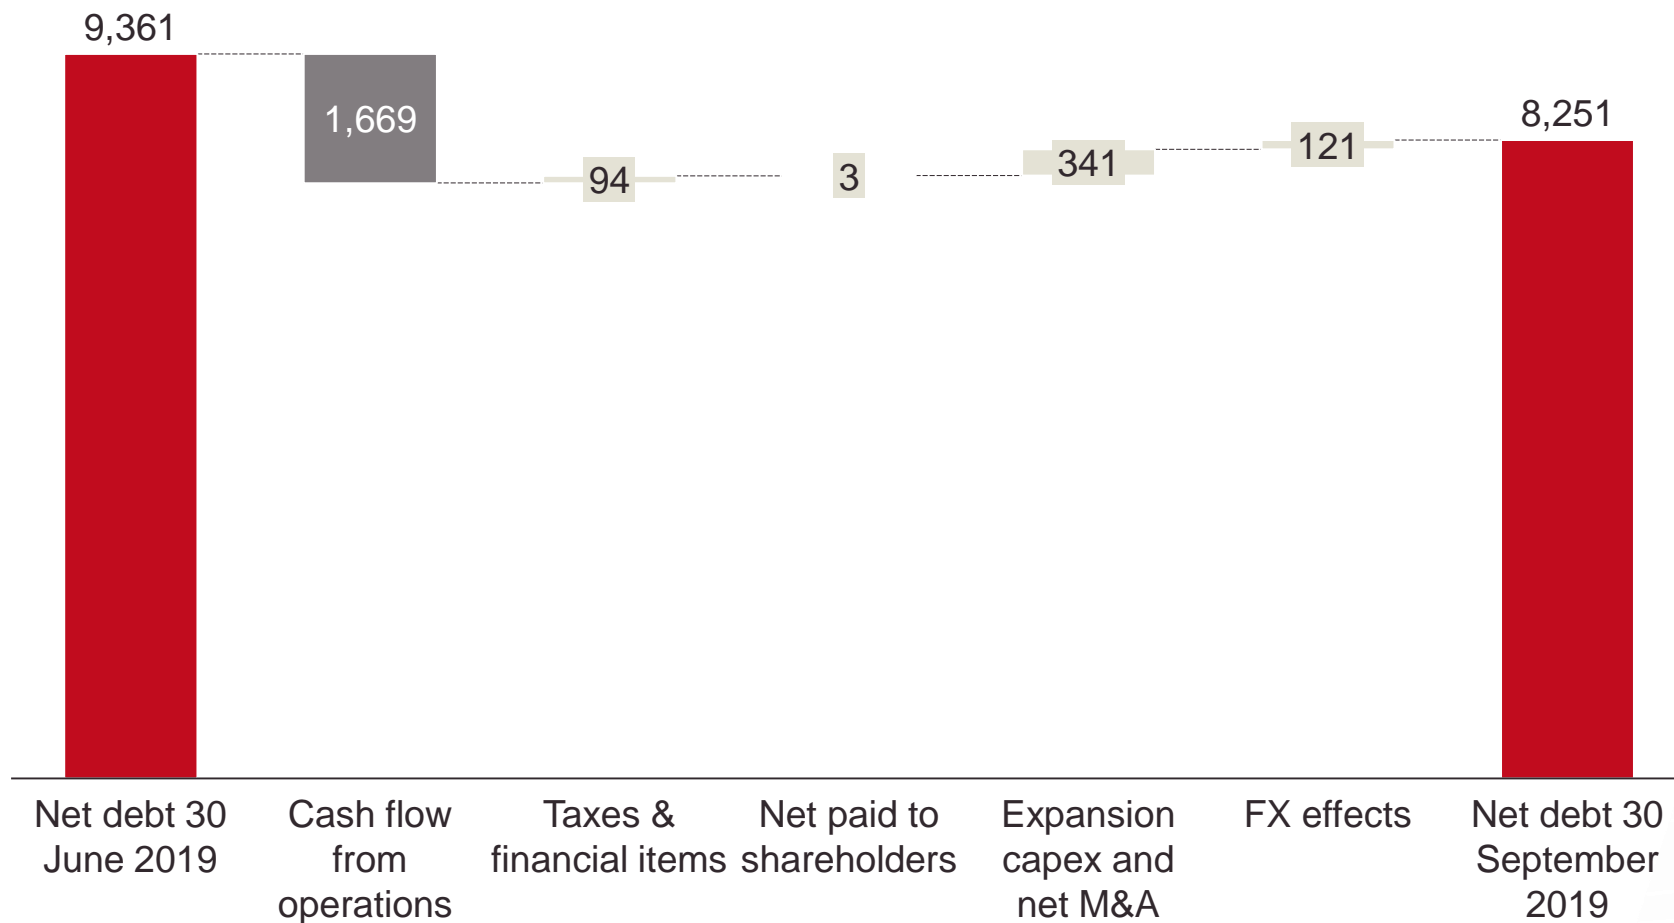 9,361
1,669
94
3
341
121
8,251
Net debt 30
June 2019
Cash flow
from
operations
Taxes &
financial items
Net paid to
shareholders
Expansion
capex and
net M&A
FX effects
Net debt 30
September
2019